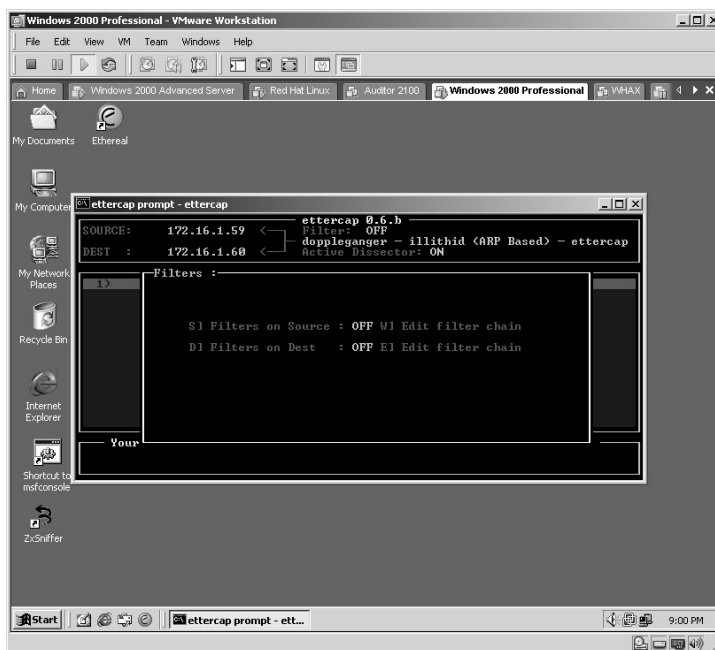 Windows 2000 Professional - VMware Workstation
File Edit View VM Team Windows Help
Home Windows 2000 Advanced Server Red Hat Linux Auditor 2100 Windows 2000 Professional WHAX
My Documents Ethereal
My Computer
ettercap prompt - ettercap
ettercap 0.6.b
SOURCE: 172.16.1.59 < Filter: OFF
doppleganger - illithid (ARP Based) - ettercap
DEST : 172.16.1.60 < Active Dissector: ON
My Network Places
Filters :
1)
S] Filters on Source : OFF W] Edit filter chain
D] Filters on Dest : OFF E] Edit filter chain
Recycle Bin
Internet Explorer
Your
Shortcut to msfconsole
ZxSniffer
Start ettercap prompt - ett... 9:00 PM